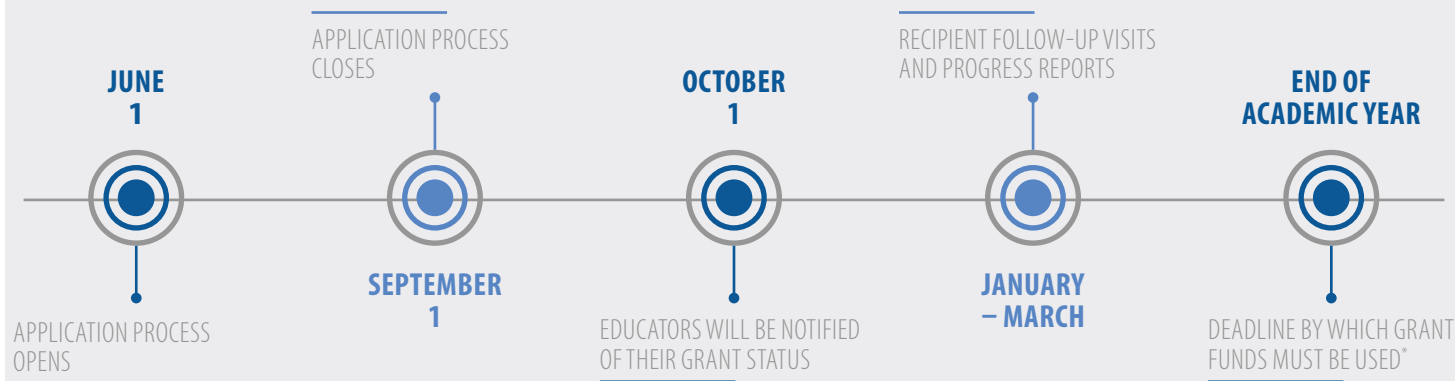 JUNE
1
APPLICATION PROCESS
OPENS
APPLICATION PROCESS
CLOSES
SEPTEMBER
1
OCTOBER
1
EDUCATORS WILL BE NOTIFIED
OF THEIR GRANT STATUS
RECIPIENT FOLLOW-UP VISITS
AND PROGRESS REPORTS
JANUARY
– MARCH
END OF
ACADEMIC YEAR
DEADLINE BY WHICH GRANT
FUNDS MUST BE USED*